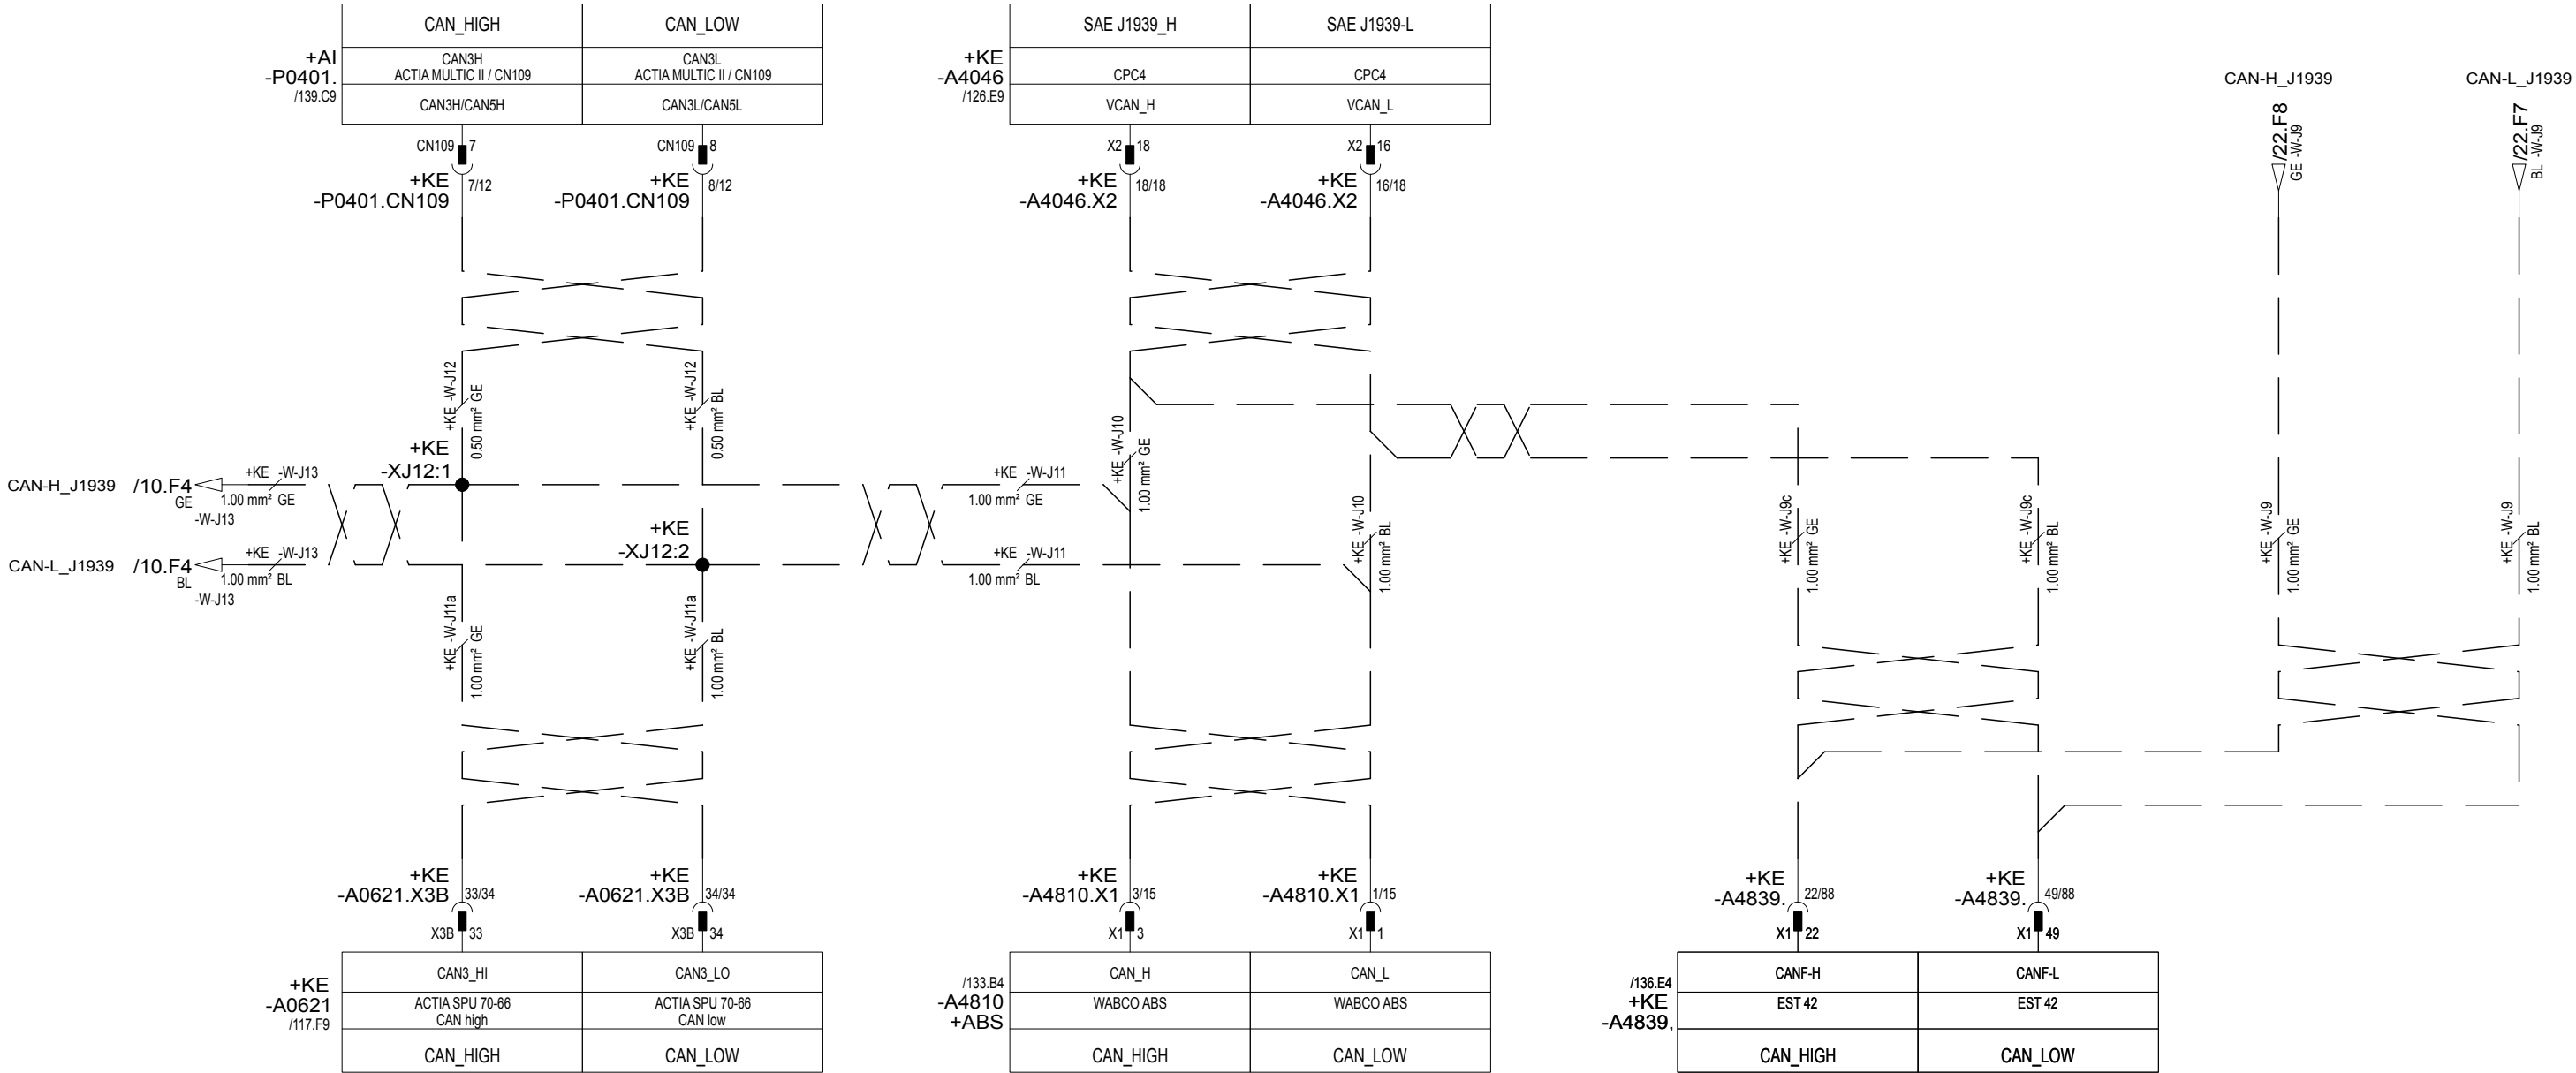 CAN_HIGH CAN_LOW
+AI
-P0401.
/139.C9
CAN3H CAN3L
ACTIA MULTIC II / CN109 ACTIA MULTIC II / CN109
CAN3H/CAN5H CAN3L/CAN5L
CN109 7 CN109 8
+KE 7/12 +KE 8/12
-P0401.CN109 -P0401.CN109
SAE J1939_H SAE J1939-L
+KE
-A4046
/126.E9
CPC4 CPC4
VCAN_H VCAN_L
X2 18 X2 16
+KE 18/18 +KE 16/18
-A4046.X2 -A4046.X2
CAN-H_J1939 CAN-L_J1939
/22.F8
GE -W-J9
/22.F7
BL -W-J9
+KE -W-J12
0.50 mm² GE
+KE -W-J12
0.50 mm² BL
+KE
-XJ12:1
+KE
-XJ12:2
CAN-H_J1939 /10.F4
GE
-W-J13
+KE -W-J13
1.00 mm² GE
CAN-L_J1939 /10.F4
BL
-W-J13
+KE -W-J13
1.00 mm² BL
+KE -W-J11
1.00 mm² GE
+KE -W-J11
1.00 mm² BL
+KE -W-J10
1.00 mm² GE
+KE -W-J10
1.00 mm² BL
+KE -W-J9c
1.00 mm² GE
+KE -W-J9c
1.00 mm² BL
+KE -W-J9
1.00 mm² GE
+KE -W-J9
1.00 mm² BL
+KE -W-J11a
1.00 mm² GE
+KE -W-J11a
1.00 mm² BL
+KE +KE
-A0621.X3B 33/34 -A0621.X3B 34/34
X3B 33 X3B 34
+KE
-A0621
/117.F9
CAN3_HI CAN3_LO
ACTIA SPU 70-66 ACTIA SPU 70-66
CAN high CAN low
CAN_HIGH CAN_LOW
+KE +KE
-A4810.X1 3/15 -A4810.X1 1/15
X1 3 X1 1
/133.B4
-A4810
+ABS
CAN_H CAN_L
WABCO ABS WABCO ABS
CAN_HIGH CAN_LOW
+KE +KE
-A4839. 22/88 -A4839. 49/88
X1 22 X1 49
/136.E4
+KE
-A4839,
CANF-H CANF-L
EST 42 EST 42
CAN_HIGH CAN_LOW